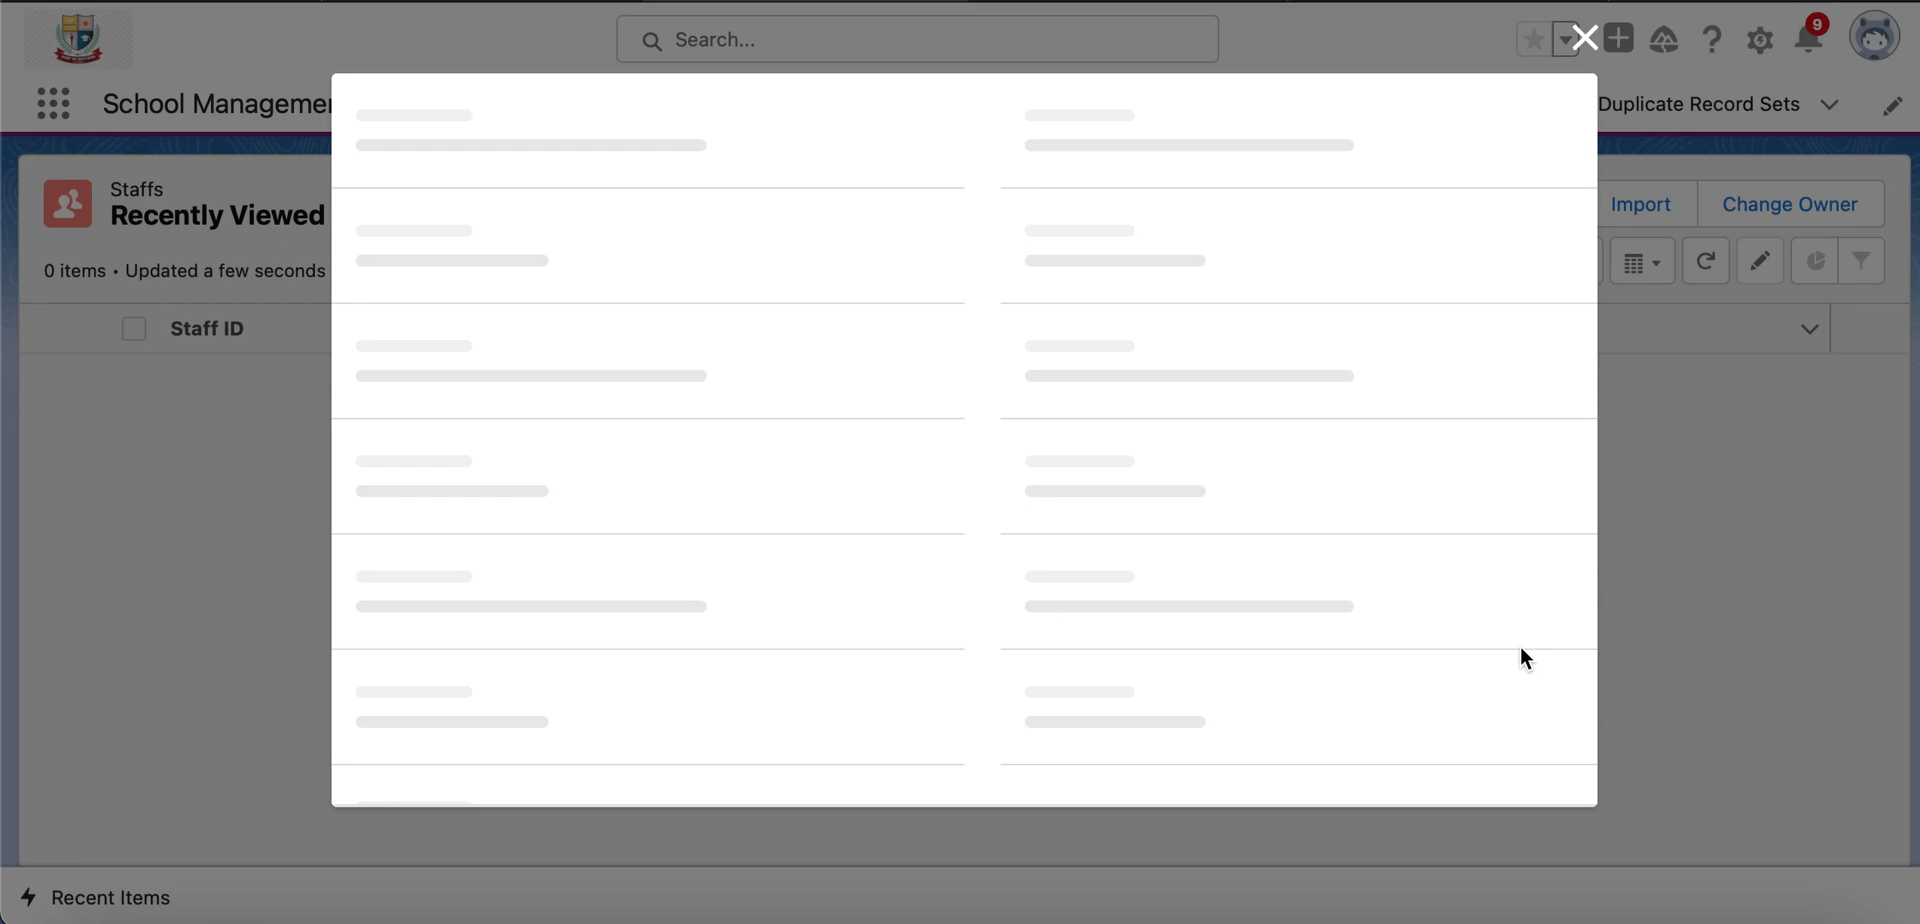 Search...
9
School Managemen
Duplicate Record Sets
Staffs
Recently Viewed
Import
Change Owner
0 items • Updated a few seconds
Staff ID
Recent Items